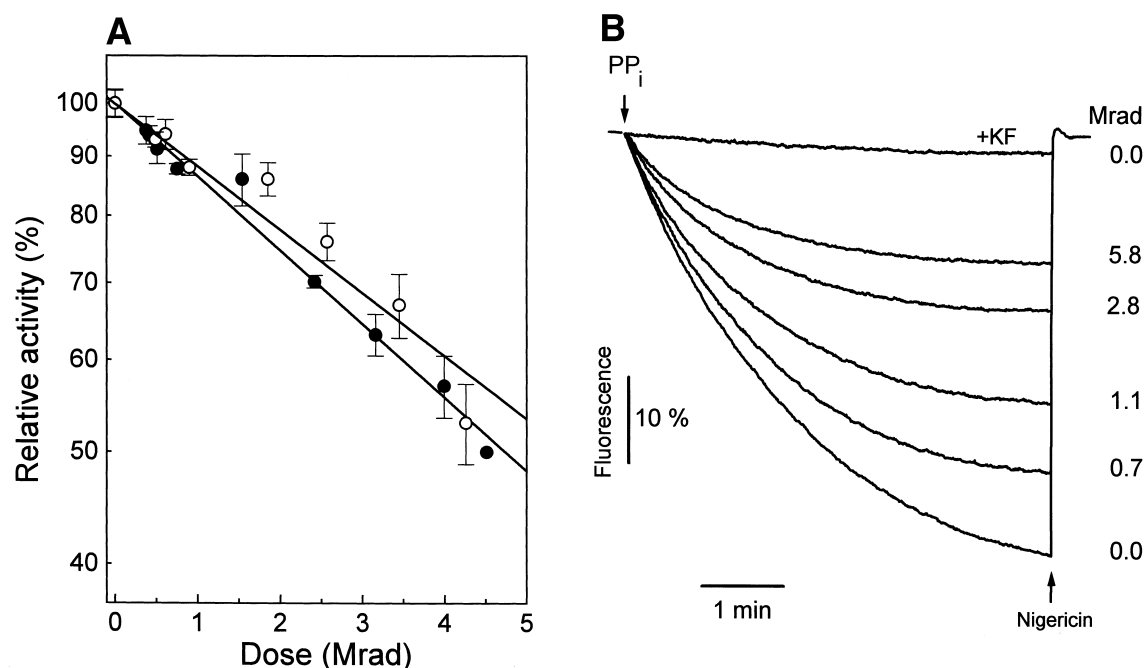 A
Relative activity (%)
100
90
80
70
60
50
40
0 1 2 3 4 5
Dose (Mrad)
B
PPi
+KF
Mrad
0.0
5.8
2.8
1.1
0.7
0.0
Fluorescence
10 %
1 min
Nigericin